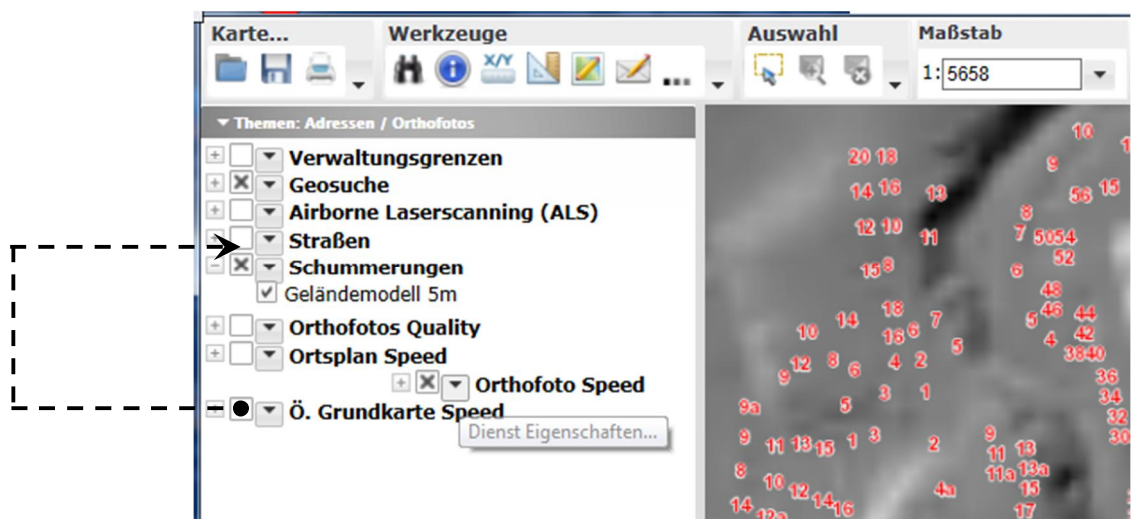 Karte... Werkzeuge Auswahl Maßstab
X/Y ... 1: 5658
Themen: Adressen / Orthofotos
Verwaltungsgrenzen
Geosuche
Airborne Laserscanning (ALS)
Straßen
Schummerungen
Geländemodell 5m
Orthofotos Quality
Ortsplan Speed
Orthofoto Speed
Ö. Grundkarte Speed
Dienst Eigenschaften...
10
20 18 9
14 16 13 56 15
8
12 10 11 7 5054
52
15 8 6
48
18 46 44
14 7 5
10 16 6 42
5 4 3840
12 8 6 4 2
9 36
3 1 34
9a 5 32
9 11 13 15 1 3 2 9 30
11 13
8 11a 13a
10 12 4a 15
14 14 16 17
12a